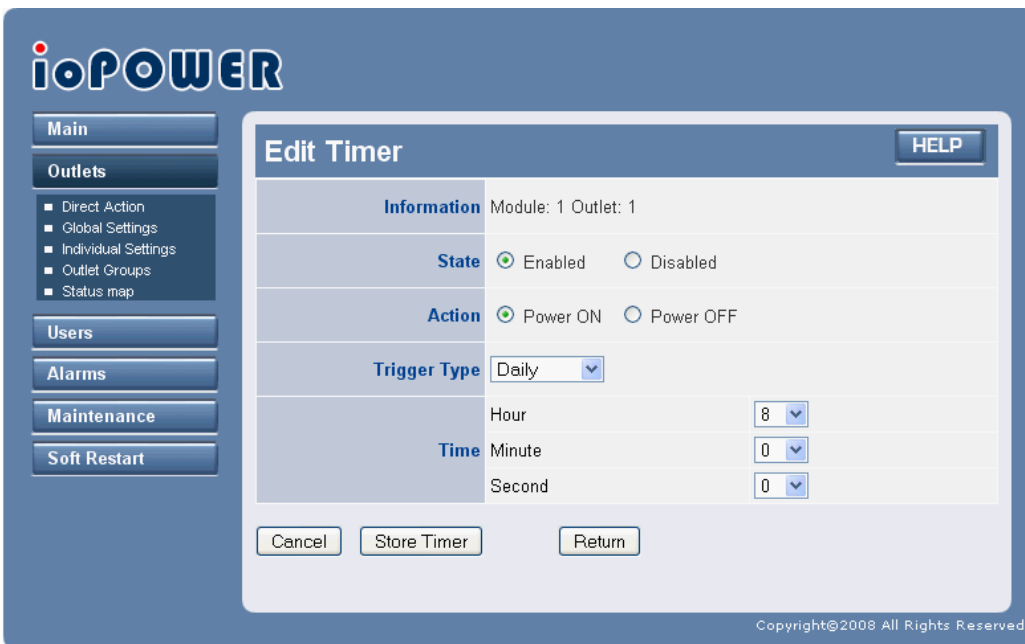 ioPOWER
Main
Outlets
Direct Action
Global Settings
Individual Settings
Outlet Groups
Status map
Users
Alarms
Maintenance
Soft Restart
Edit Timer
HELP
Information Module: 1 Outlet: 1
State Enabled Disabled
Action Power ON Power OFF
Trigger Type Daily
Time
Hour 8
Minute 0
Second 0
Cancel Store Timer Return
Copyright©2008 All Rights Reserved